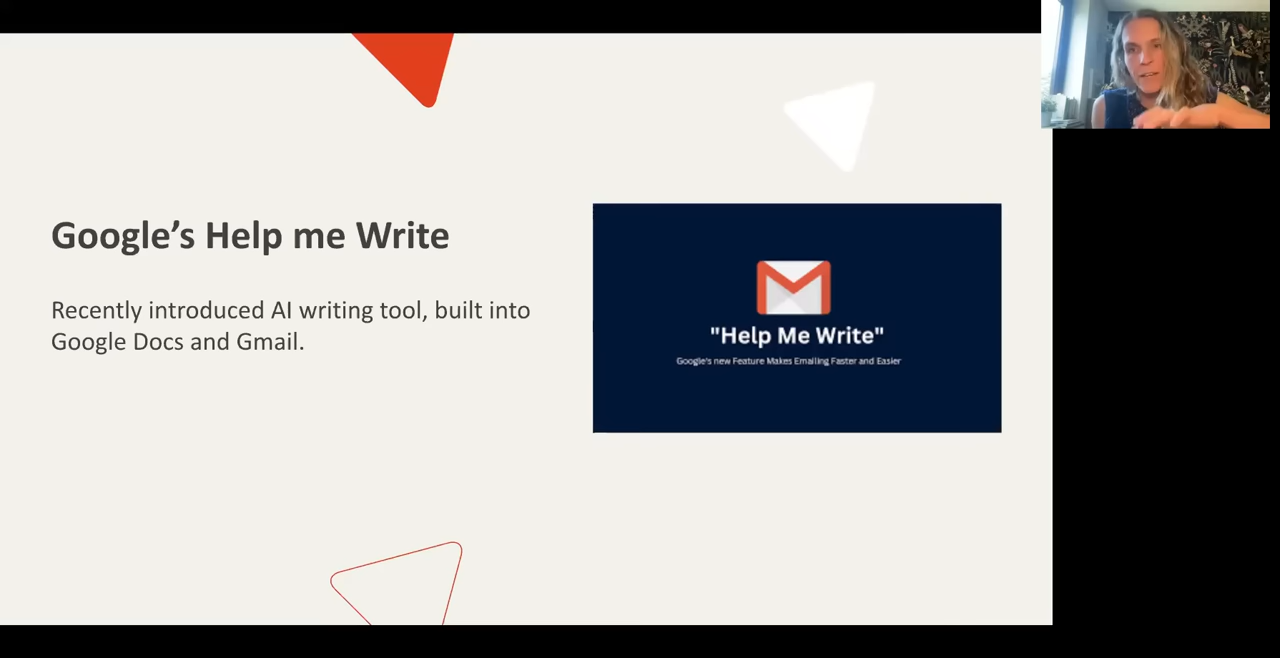 Google’s Help me Write
Recently introduced AI writing tool, built into
Google Docs and Gmail.
"Help Me Write"
Google's new Feature Makes Emailing Faster and Easier